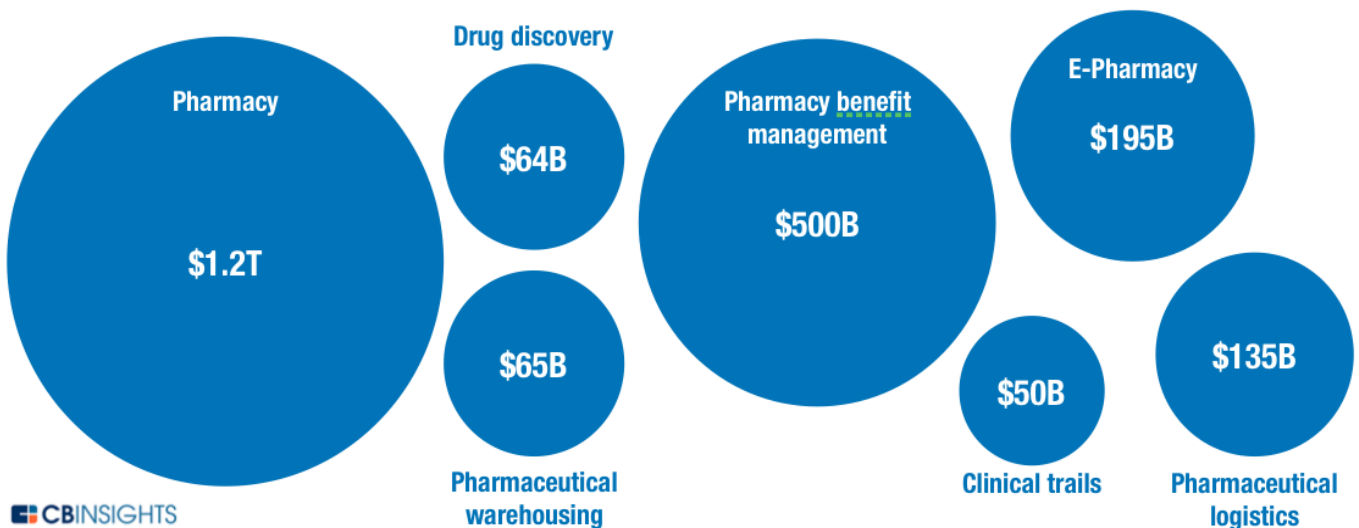 Pharmacy
$1.2T
Drug discovery
$64B
$65B
Pharmaceutical
warehousing
Pharmacy benefit
management
$500B
E-Pharmacy
$195B
$50B
Clinical trails
$135B
Pharmaceutical
logistics
CBINSIGHTS